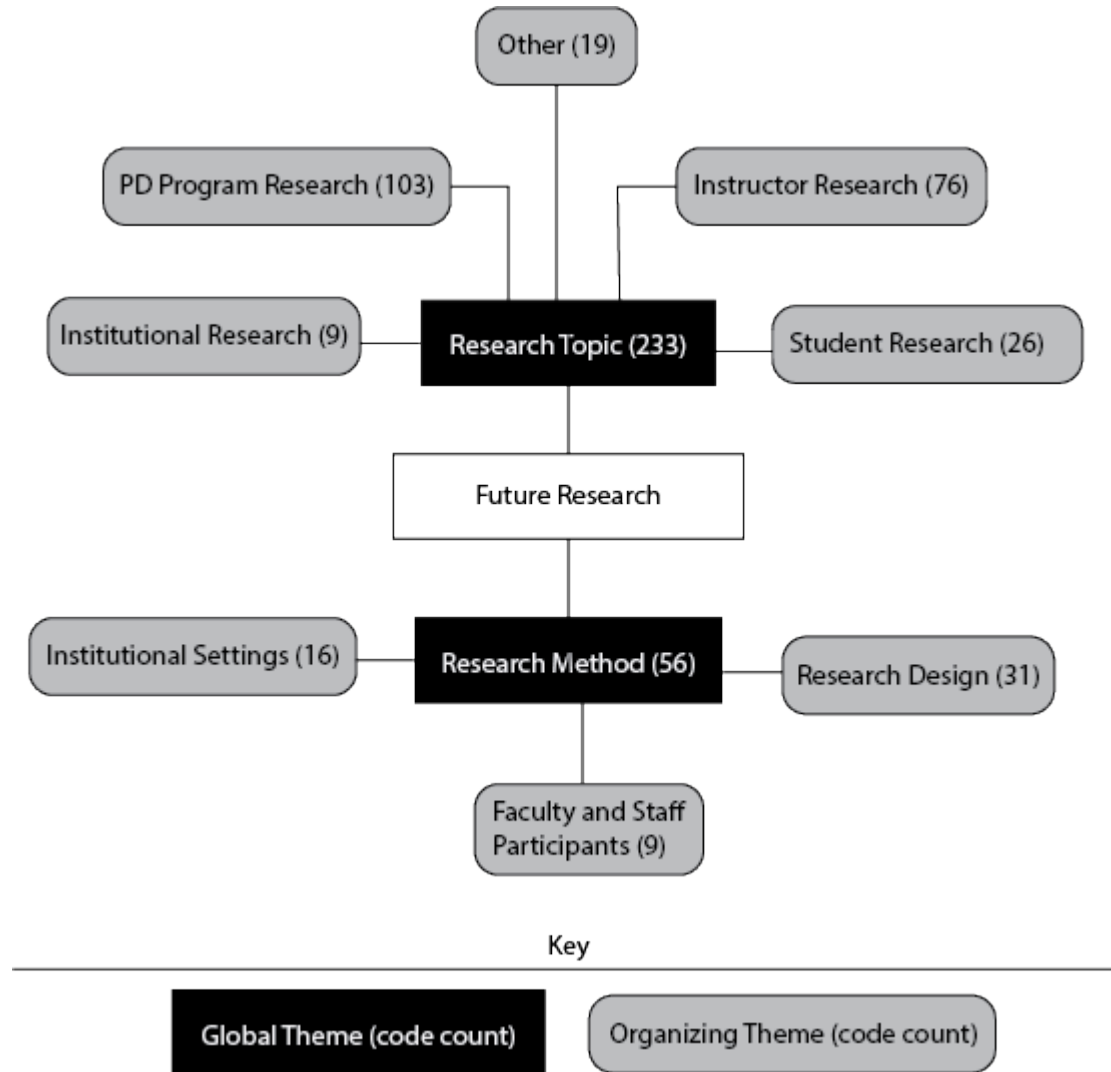 Other (19)
PD Program Research (103)
Instructor Research (76)
Institutional Research (9)
Research Topic (233)
Student Research (26)
Future Research
Institutional Settings (16)
Research Method (56)
Research Design (31)
Faculty and Staff
Participants (9)
Key
Global Theme (code count)
Organizing Theme (code count)